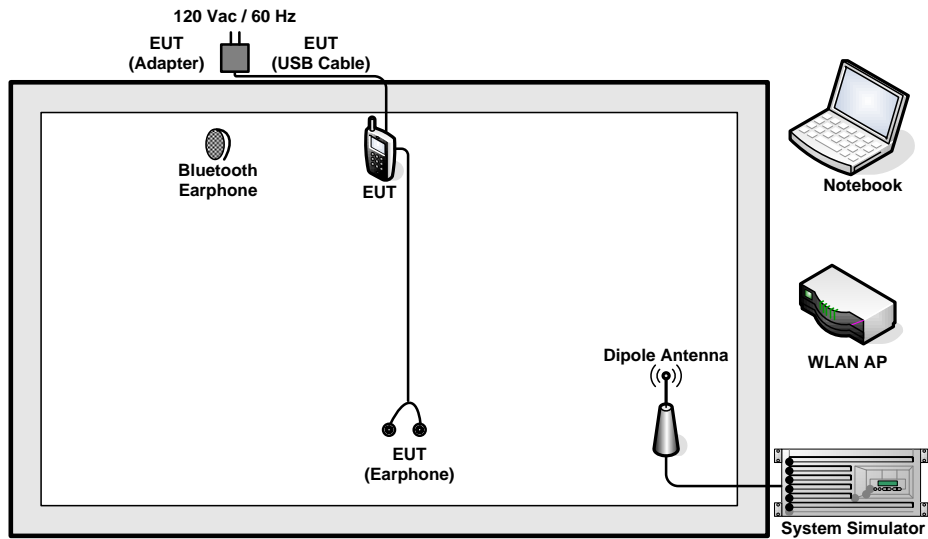 120 Vac / 60 Hz
EUT
(Adapter)
EUT
(USB Cable)
Bluetooth
Earphone
EUT
Notebook
WLAN AP
Dipole Antenna
EUT
(Earphone)
System Simulator